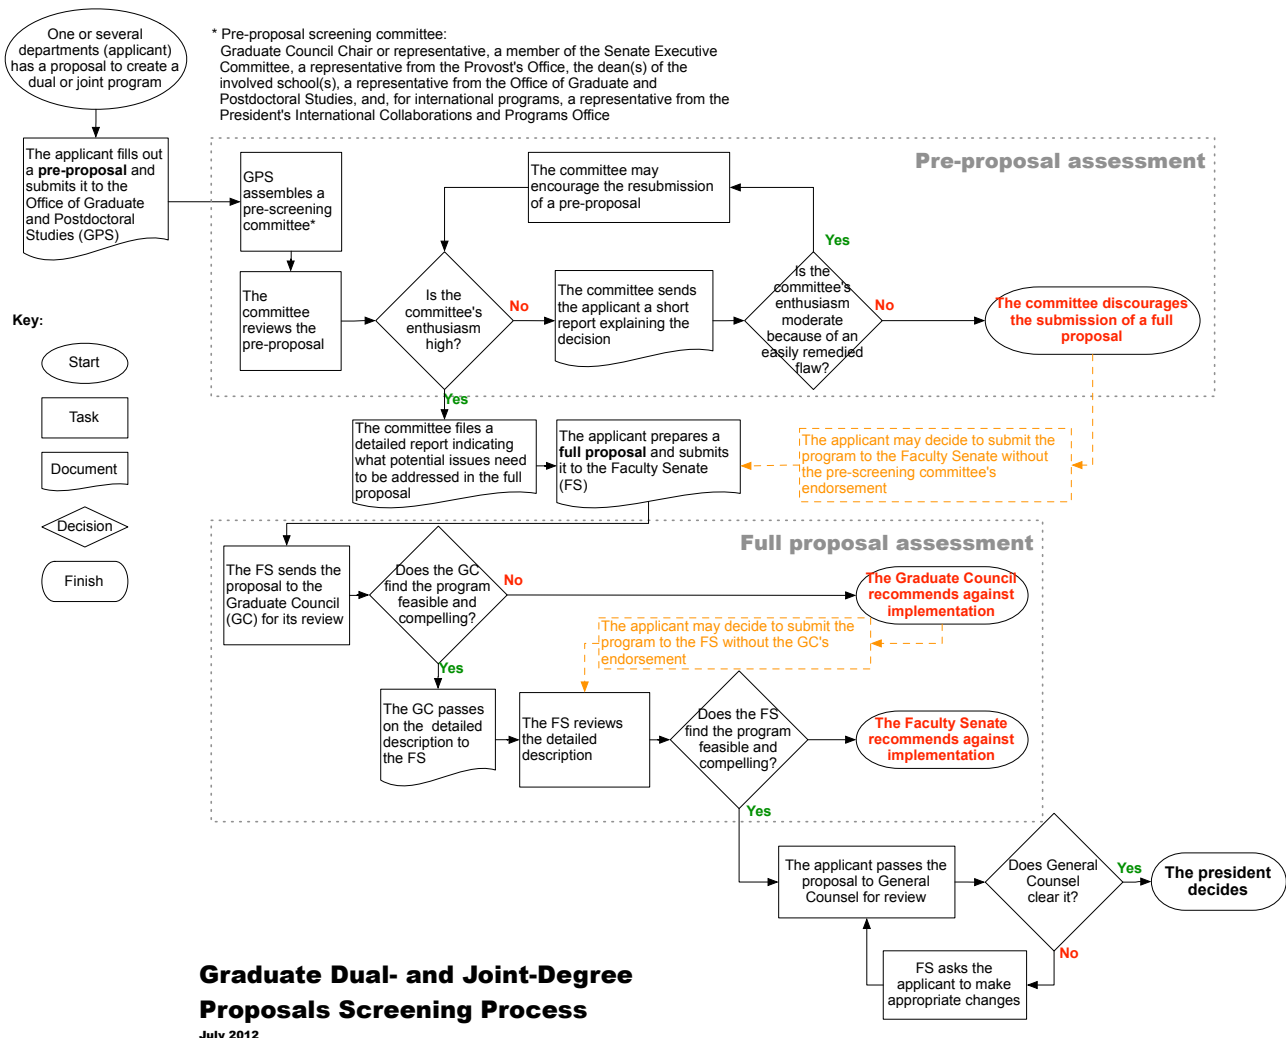 One or several
departments (applicant)
has a proposal to create a
dual or joint program
* Pre-proposal screening committee:
Graduate Council Chair or representative, a member of the Senate Executive
Committee, a representative from the Provost's Office, the dean(s) of the
involved school(s), a representative from the Office of Graduate and
Postdoctoral Studies, and, for international programs, a representative from the
President's International Collaborations and Programs Office
The applicant fills out
a pre-proposal and
submits it to the
Office of Graduate
and Postdoctoral
Studies (GPS)
Pre-proposal assessment
GPS
assembles a
pre-screening
committee*
The committee may
encourage the resubmission
of a pre-proposal
Yes
The
committee
reviews the
pre-proposal
Is the
committee's
enthusiasm
high?
No
The committee sends
the applicant a short
report explaining the
decision
Is the
committee's
enthusiasm
moderate
because of an
easily remedied
flaw?
No
The committee discourages
the submission of a full
proposal
Yes
Key:
Start
Task
Document
Decision
Finish
The committee files a
detailed report indicating
what potential issues need
to be addressed in the full
proposal
The applicant prepares a
full proposal and submits
it to the Faculty Senate
(FS)
The applicant may decide to submit the
program to the Faculty Senate without
the pre-screening committee's
endorsement
Full proposal assessment
The FS sends the
proposal to the
Graduate Council
(GC) for its review
Does the GC
find the program
feasible and
compelling?
No
The Graduate Council
recommends against
implementation
The applicant may decide to submit the
program to the FS without the GC's
endorsement
Yes
The GC passes
on the detailed
description to
the FS
The FS reviews
the detailed
description
Does the FS
find the program
feasible and
compelling?
The Faculty Senate
recommends against
implementation
Yes
The applicant passes the
proposal to General
Counsel for review
Does General
Counsel
clear it?
Yes
The president
decides
No
FS asks the
applicant to make
appropriate changes
Graduate Dual- and Joint-Degree
Proposals Screening Process
July 2012